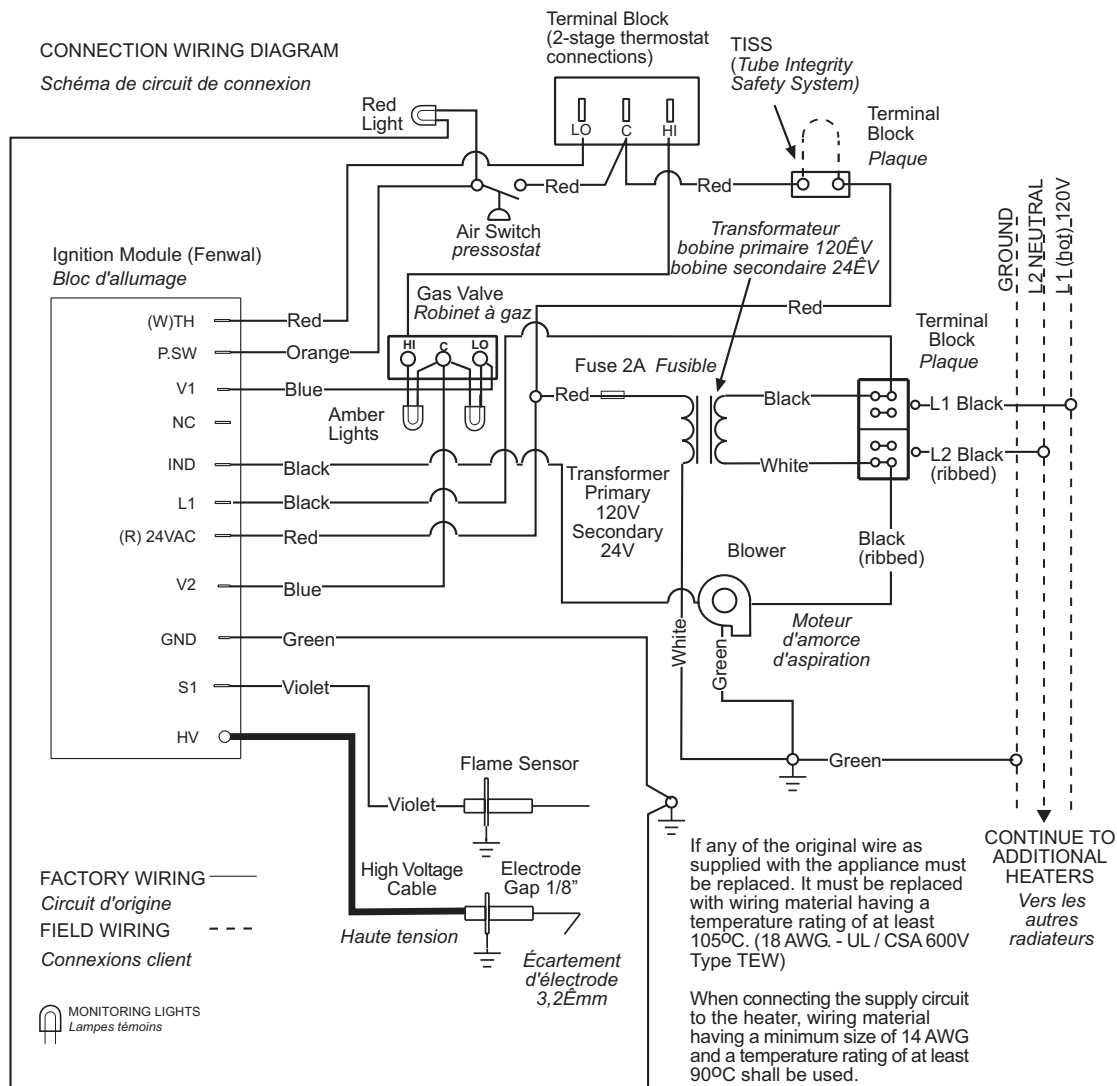 CONNECTION WIRING DIAGRAM
Schéma de circuit de connexion
Terminal Block
(2-stage thermostat
connections)
LO
C
HI
TISS
(Tube Integrity
Safety System)
Terminal
Block
Plaque
Red
Light
Red
Red
Air Switch
pressostat
Transformateur
bobine primaire 120ÊV
bobine secondaire 24ÊV
Red
GROUND
L2 NEUTRAL
L1 (hot) 120V
Ignition Module (Fenwal)
Bloc d'allumage
(W)TH
Red
P.SW
Orange
V1
Blue
NC
IND
Black
L1
Black
(R) 24VAC
Red
V2
Blue
GND
Green
S1
Violet
HV
Gas Valve
Robinet à gaz
HI
C
LO
Amber
Lights
Fuse 2A Fusible
Red
Black
White
Transformer
Primary
120V
Secondary
24V
Terminal
Block
Plaque
L1 Black
L2 Black
(ribbed)
Black
(ribbed)
Blower
Moteur
d'amorce
d'aspiration
White
Green
Green
Flame Sensor
Violet
High Voltage
Cable
Haute tension
Electrode
Gap 1/8”
Écartement
d'électrode
3,2Êmm
FACTORY WIRING
Circuit d'origine
FIELD WIRING
Connexions client
MONITORING LIGHTS
Lampes témoins
If any of the original wire as
supplied with the appliance must
be replaced. It must be replaced
with wiring material having a
temperature rating of at least
105ºC. (18 AWG. - UL / CSA 600V
Type TEW)
When connecting the supply circuit
to the heater, wiring material
having a minimum size of 14 AWG
and a temperature rating of at least
90ºC shall be used.
CONTINUE TO
ADDITIONAL
HEATERS
Vers les
autres
radiateurs